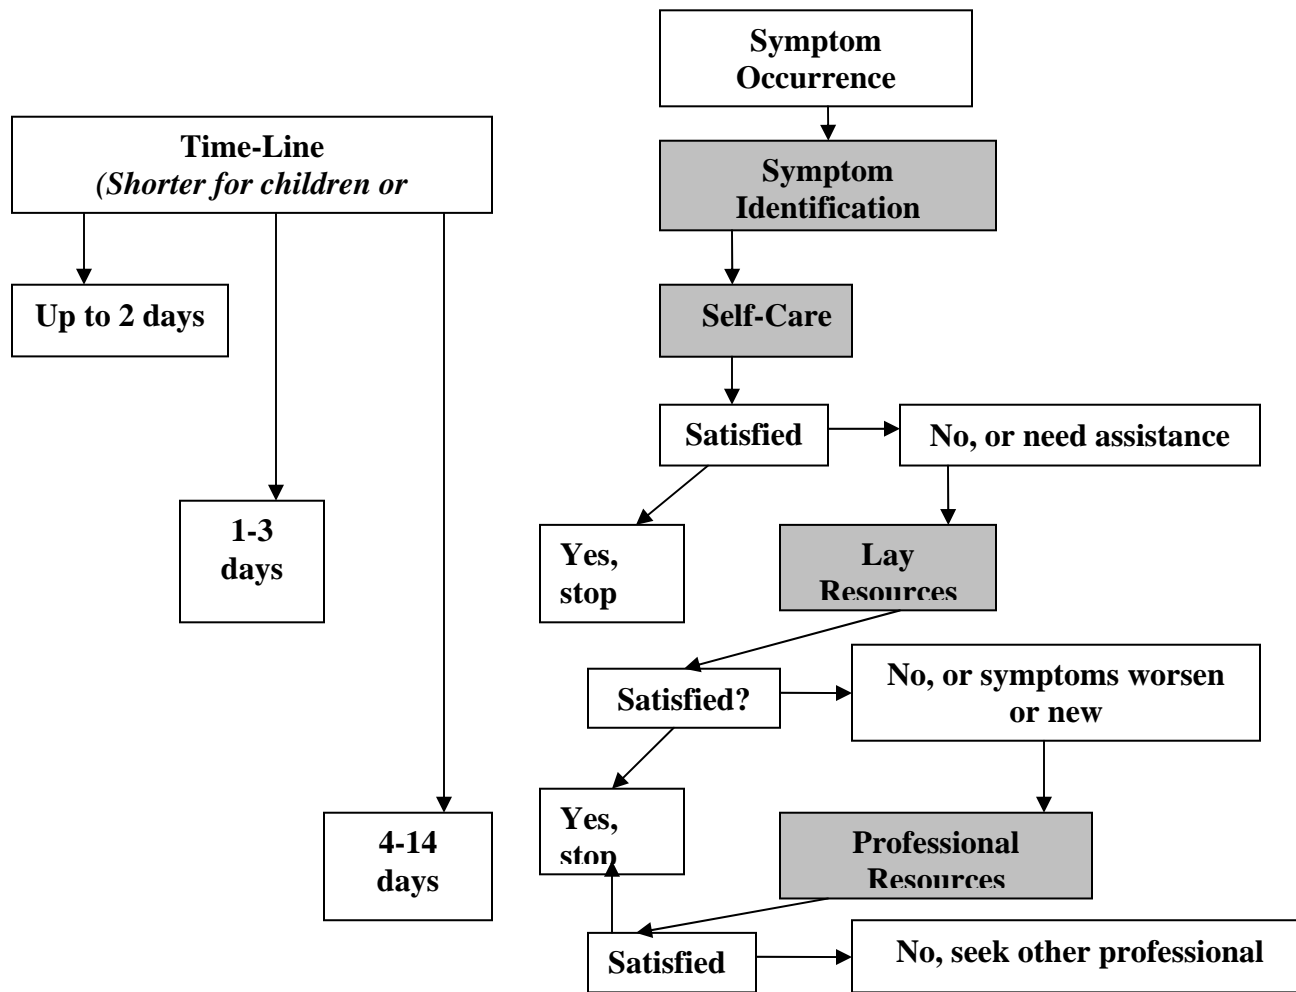 Symptom
Occurrence
Time-Line
(Shorter for children or
Symptom
Identification
Up to 2 days
Self-Care
Satisfied
No, or need assistance
1-3
days
Yes,
stop
Lay
Resources
Satisfied?
No, or symptoms worsen
or new
4-14
days
Yes,
stop
Professional
Resources
Satisfied
No, seek other professional